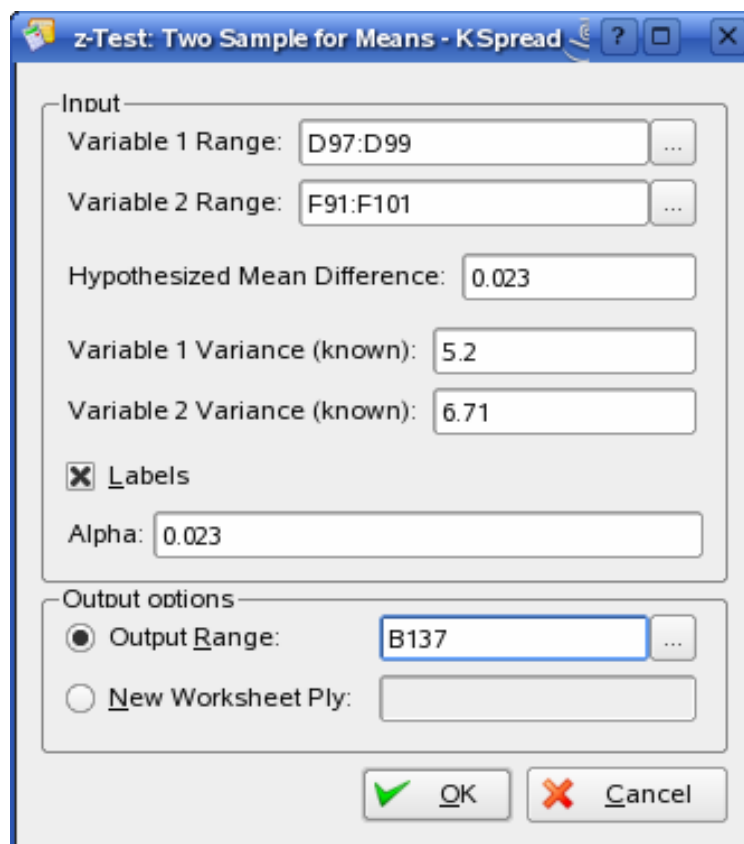 z-Test: Two Sample for Means - KSpread
Input
Variable 1 Range: D97:D99 ...
Variable 2 Range: F91:F101 ...
Hypothesized Mean Difference: 0.023
Variable 1 Variance (known): 5.2
Variable 2 Variance (known): 6.71
Labels
Alpha: 0.023
Output options
Output Range: B137 ...
New Worksheet Ply:
OK Cancel